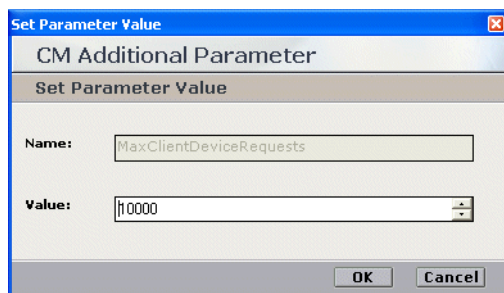 Set Parameter Value
CM Additional Parameter
Set Parameter Value
Name: MaxClientDeviceRequests
Value: 10000
OK Cancel